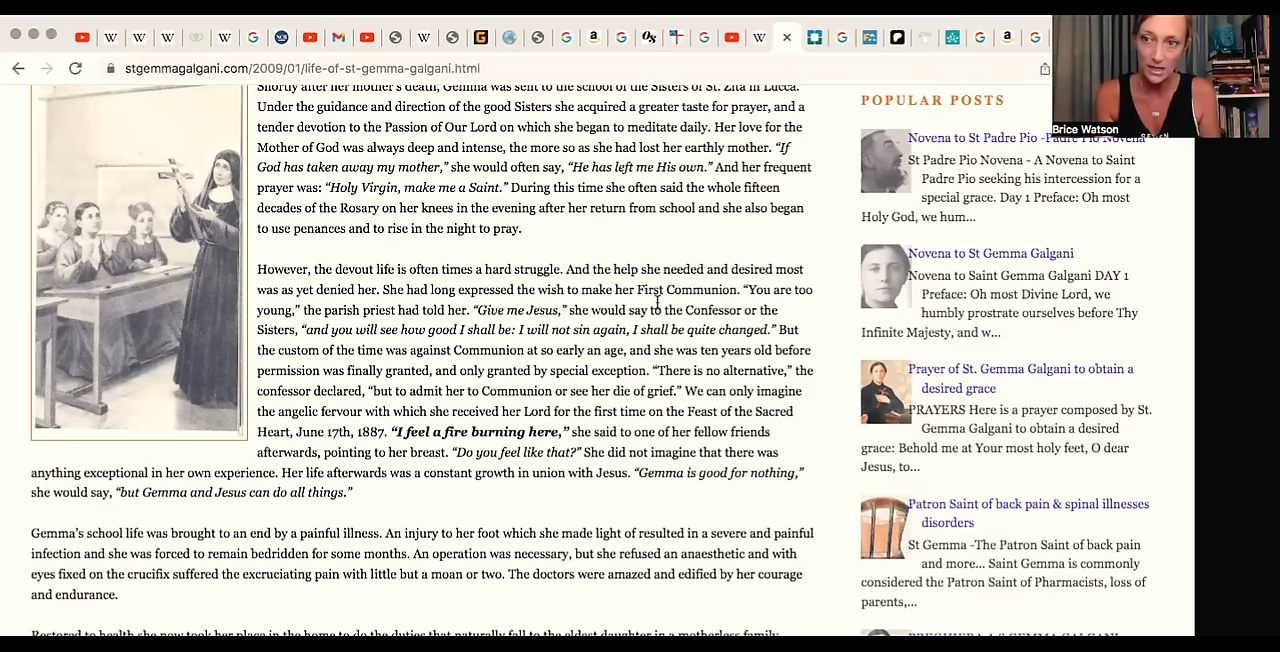 stgemmagalgani.com/2009/01/life-of-st-gemma-galgani.html
Brice Watson
Shortly after her mother's death, Gemma was sent to the school of the Sisters of St. Zita in Lucca.
Under the guidance and direction of the good Sisters she acquired a greater taste for prayer, and a
tender devotion to the Passion of Our Lord on which she began to meditate daily. Her love for the
Mother of God was always deep and intense, the more so as she had lost her earthly mother. “If
God has taken away my mother,” she would often say, “He has left me His own.” And her frequent
prayer was: “Holy Virgin, make me a Saint.” During this time she often said the whole fifteen
decades of the Rosary on her knees in the evening after her return from school and she also began
to use penances and to rise in the night to pray.
However, the devout life is often times a hard struggle. And the help she needed and desired most
was as yet denied her. She had long expressed the wish to make her First Communion. “You are too
young,” the parish priest had told her. “Give me Jesus,” she would say to the Confessor or the
Sisters, “and you will see how good I shall be: I will not sin again, I shall be quite changed.” But
the custom of the time was against Communion at so early an age, and she was ten years old before
permission was finally granted, and only granted by special exception. “There is no alternative,” the
confessor declared, “but to admit her to Communion or see her die of grief.” We can only imagine
the angelic fervour with which she received her Lord for the first time on the Feast of the Sacred
Heart, June 17th, 1887. “I feel a fire burning here,” she said to one of her fellow friends
afterwards, pointing to her breast. “Do you feel like that?” She did not imagine that there was
anything exceptional in her own experience. Her life afterwards was a constant growth in union with Jesus. “Gemma is good for nothing,”
she would say, “but Gemma and Jesus can do all things.”
Gemma’s school life was brought to an end by a painful illness. An injury to her foot which she made light of resulted in a severe and painful
infection and she was forced to remain bedridden for some months. An operation was necessary, but she refused an anaesthetic and with
eyes fixed on the crucifix suffered the excruciating pain with little but a moan or two. The doctors were amazed and edified by her courage
and endurance.
Restored to health she now took her place in the home to do the duties that naturally fall to the eldest daughter in a motherless family.
POPULAR POSTS
Novena to St Padre Pio -Padre Pio Novena
St Padre Pio Novena - A Novena to Saint
Padre Pio seeking his intercession for a
special grace. Day 1 Preface: Oh most
Holy God, we hum...
Novena to St Gemma Galgani
Novena to Saint Gemma Galgani DAY 1
Preface: Oh most Divine Lord, we
humbly prostrate ourselves before Thy
Infinite Majesty, and w...
Prayer of St. Gemma Galgani to obtain a
desired grace
PRAYERS Here is a prayer composed by St.
Gemma Galgani to obtain a desired
grace: Behold me at Your most holy feet, O dear
Jesus, to...
Patron Saint of back pain & spinal illnesses
disorders
St Gemma -The Patron Saint of back pain
and more... Saint Gemma is commonly
considered the Patron Saint of Pharmacists, loss of
parents,...
PREGHIERA A S.GEMMA GALGANI